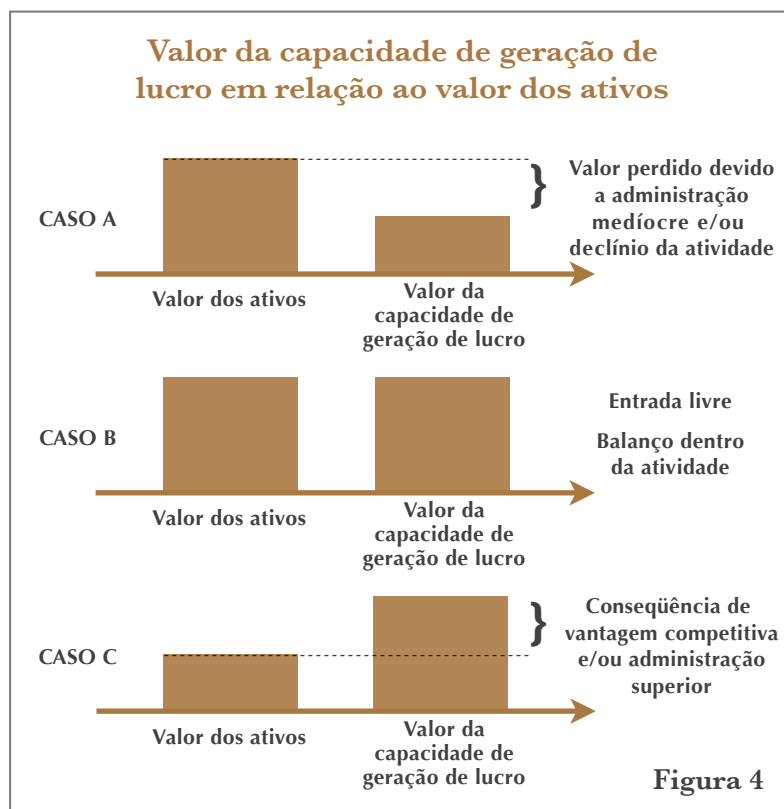 Valor da capacidade de geração de
lucro em relação ao valor dos ativos
CASO A
Valor perdido devido
a administração
medíocre e/ou
declínio da atividade
Valor dos ativos
Valor da
capacidade de
geração de lucro
CASO B
Entrada livre
Balanço dentro
da atividade
Valor dos ativos
Valor da
capacidade de
geração de lucro
CASO C
Conseqüência de
vantagem competitiva
e/ou administração
superior
Valor dos ativos
Valor da
capacidade de
geração de lucro
Figura 4